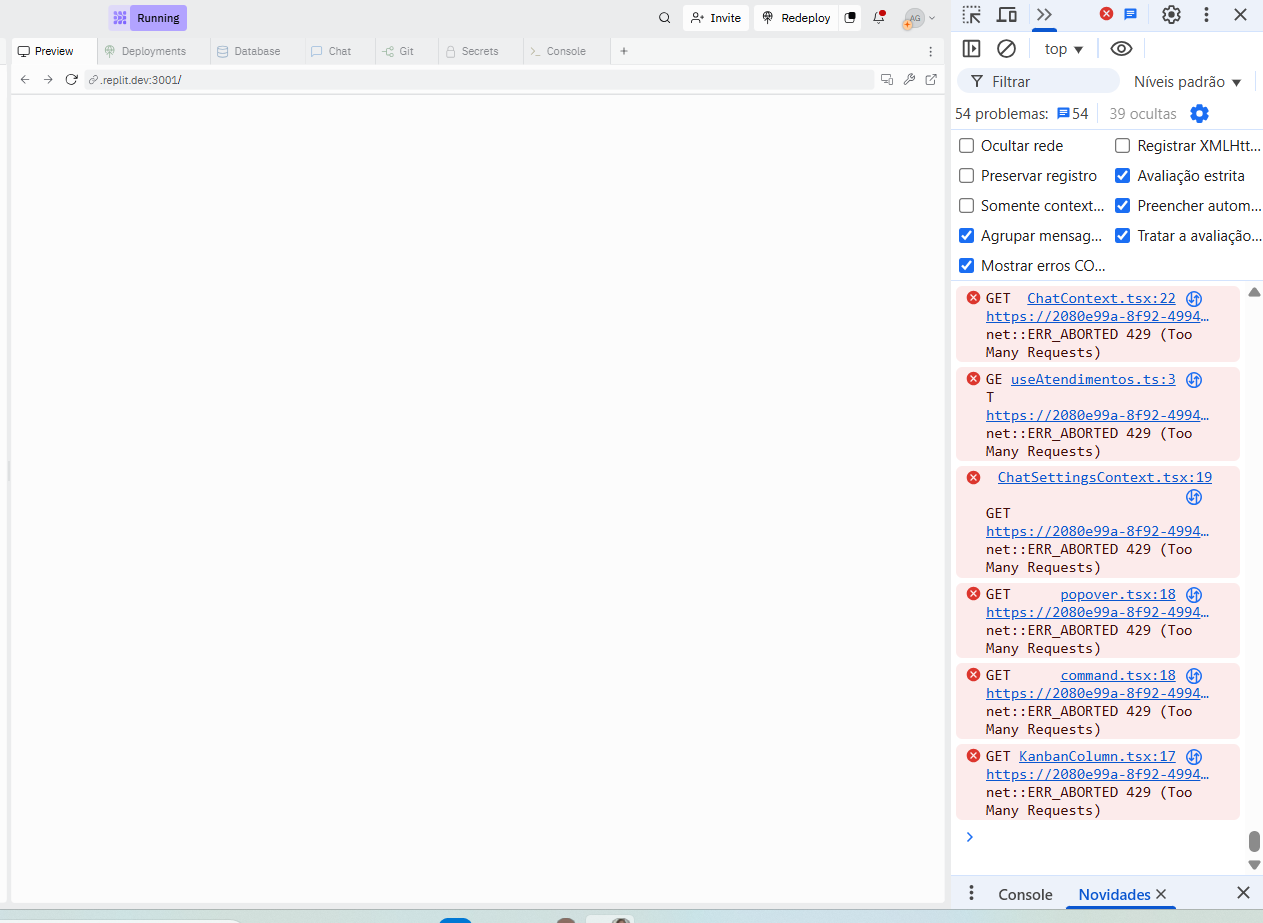 Running
Invite
Redeploy
AG
Preview
Deployments
Database
Chat
Git
Secrets
Console
.replit.dev:3001/
top
Filtrar
Níveis padrão
54 problemas: 54
39 ocultas
Ocultar rede
Registrar XMLHtt...
Preservar registro
Avaliação estrita
Somente context...
Preencher autom...
Agrupar mensag...
Tratar a avaliação...
Mostrar erros CO...
GET ChatContext.tsx:22
https://2080e99a-8f92-4994…
net::ERR_ABORTED 429 (Too
Many Requests)
GE useAtendimentos.ts:3
T
https://2080e99a-8f92-4994…
net::ERR_ABORTED 429 (Too
Many Requests)
ChatSettingsContext.tsx:19
GET
https://2080e99a-8f92-4994…
net::ERR_ABORTED 429 (Too
Many Requests)
GET popover.tsx:18
https://2080e99a-8f92-4994…
net::ERR_ABORTED 429 (Too
Many Requests)
GET command.tsx:18
https://2080e99a-8f92-4994…
net::ERR_ABORTED 429 (Too
Many Requests)
GET KanbanColumn.tsx:17
https://2080e99a-8f92-4994…
net::ERR_ABORTED 429 (Too
Many Requests)
Console
Novidades